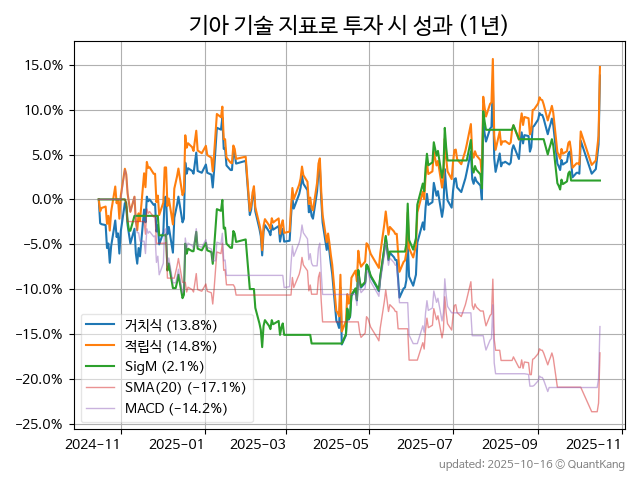 기아 기술 지표로 투자 시 성과 (1년)
15.0%
10.0%
5.0%
0.0%
−5.0%
−10.0%
−15.0%
−20.0%
−25.0%
거치식 (13.8%)
적립식 (14.8%)
SigM (2.1%)
SMA(20) (−17.1%)
MACD (−14.2%)
2024-11 2025-01 2025-03 2025-05 2025-07 2025-09 2025-11
updated: 2025-10-16 © QuantKang